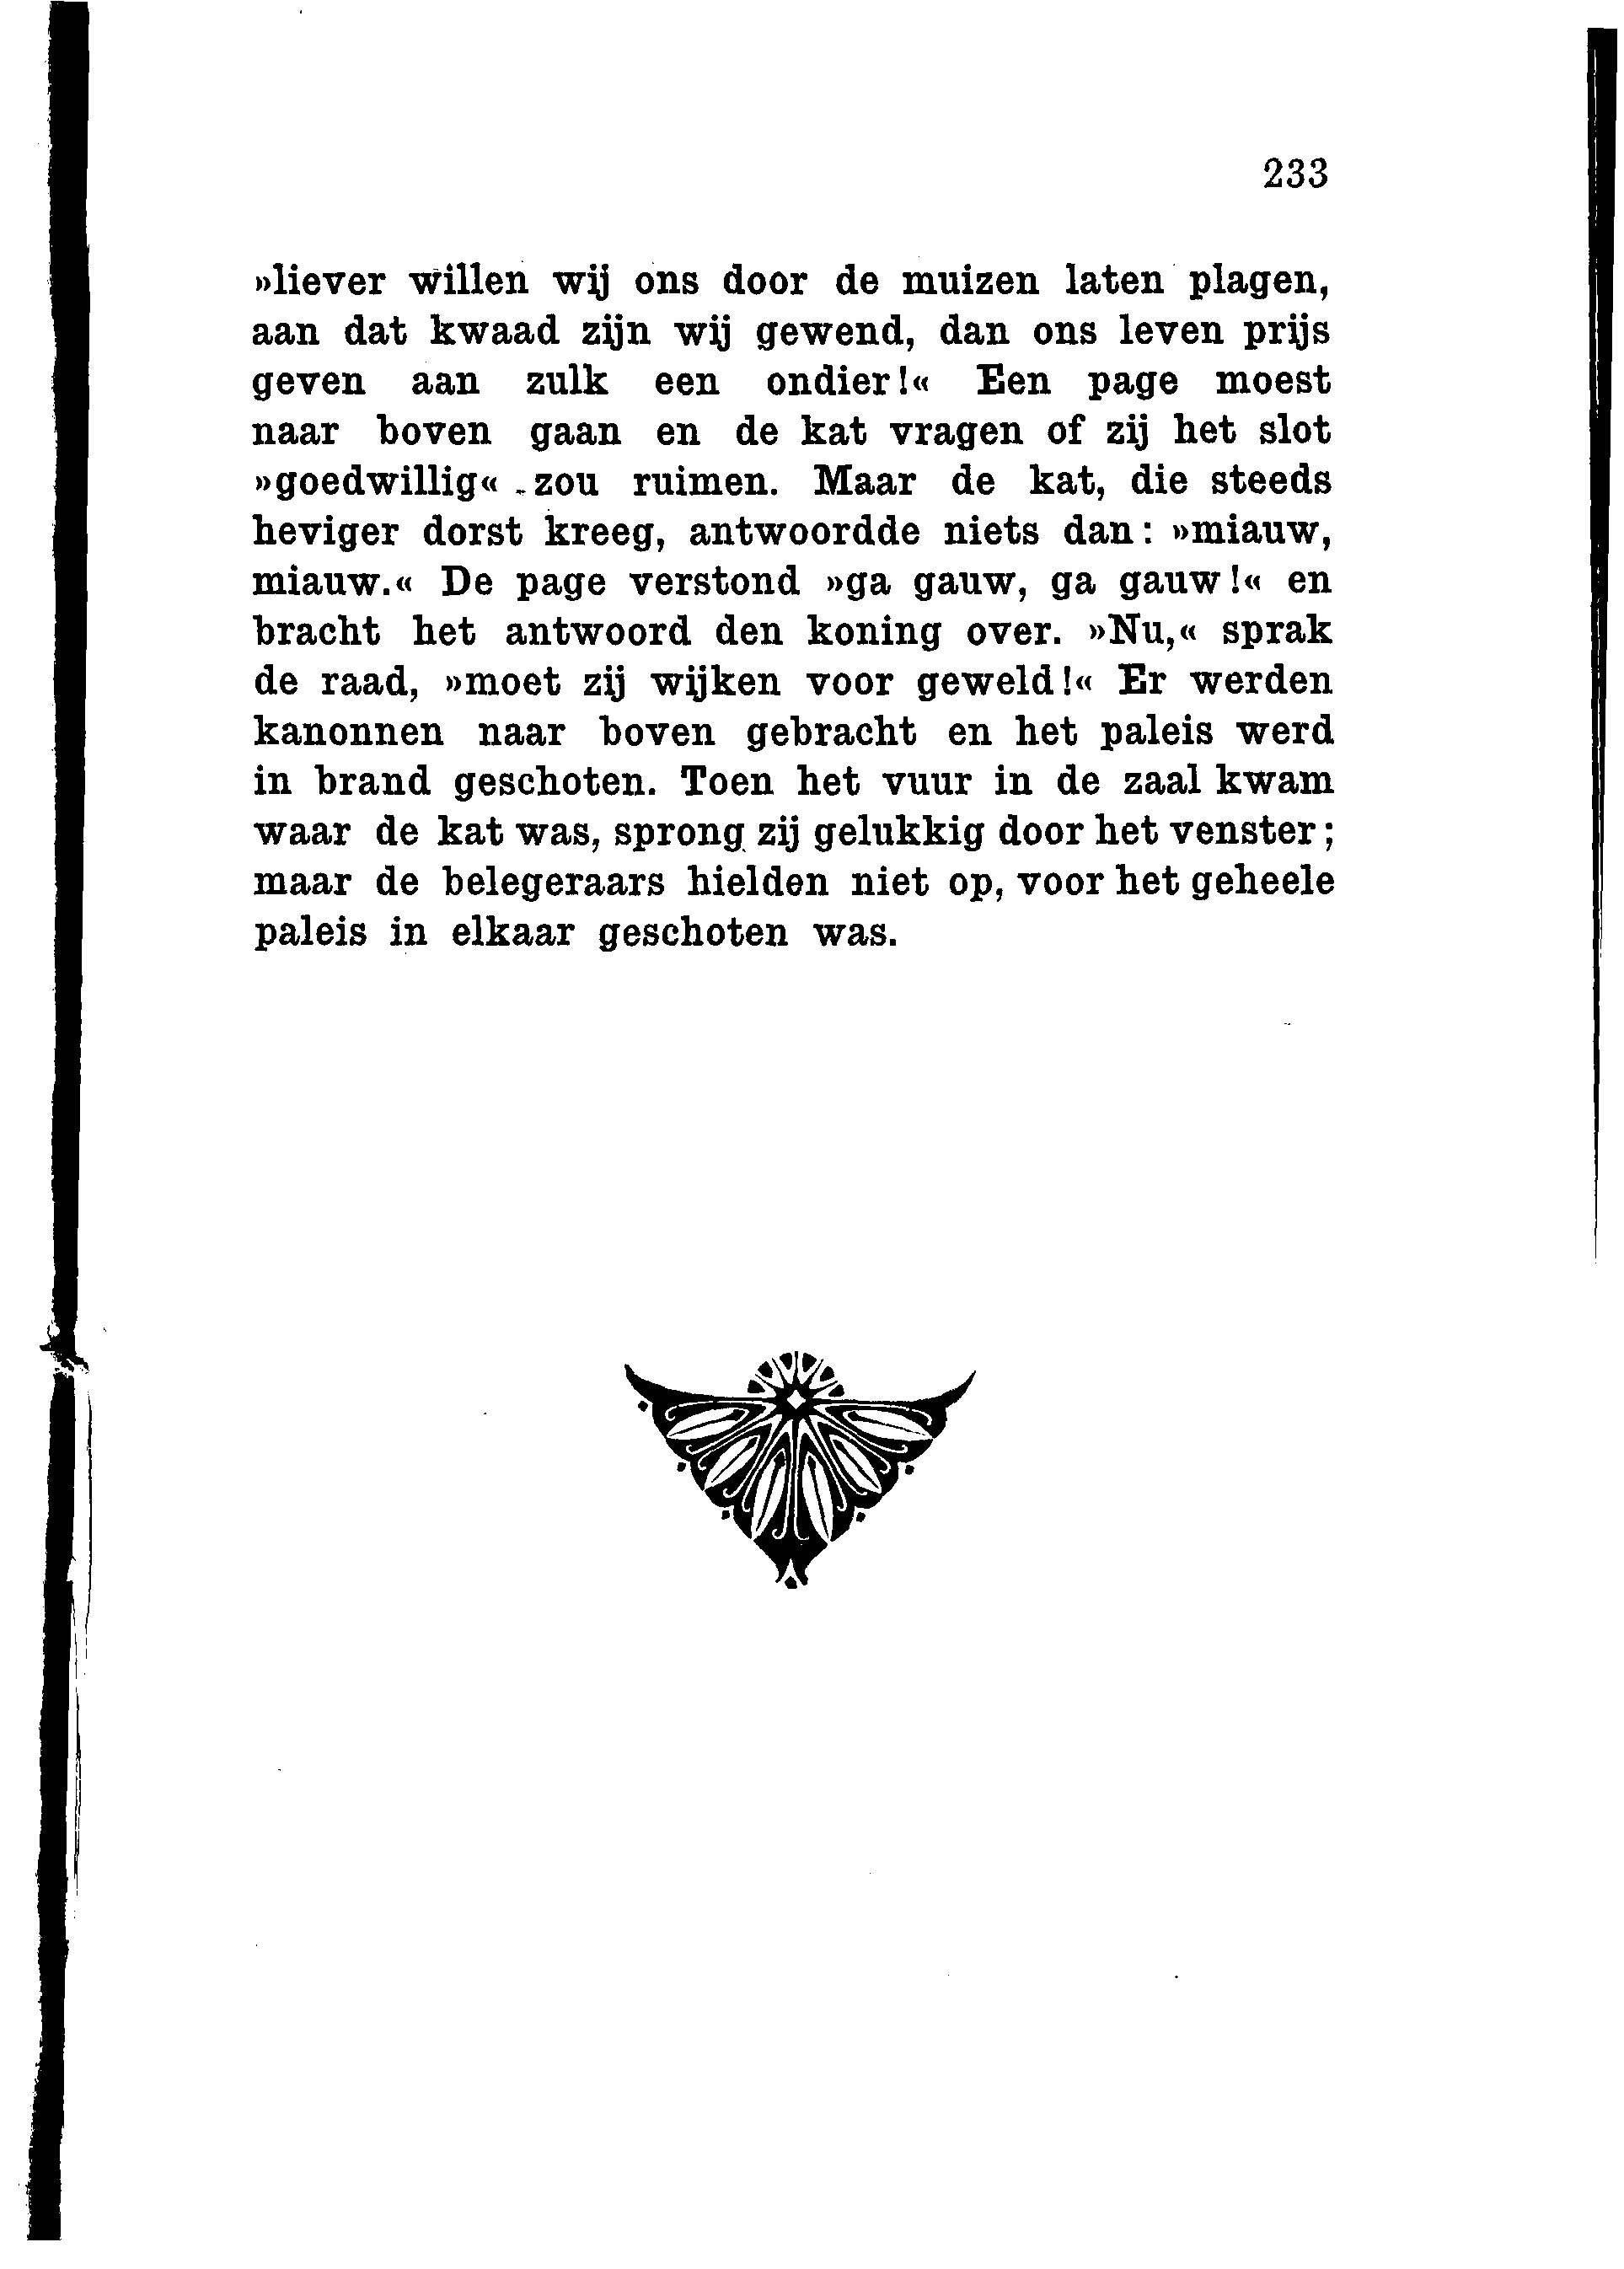 233
»liever willen wij ons door de muizen laten plagen,
aan dat kwaad zijn wij gewend, dan ons leven prijs
geven aan zulk een ondier!« Een page moest
naar boven gaan en de kat vragen of zij het slot
»goedwillig« zou ruimen. Maar de kat, die steeds
heviger dorst kreeg, antwoordde niets dan: »miauw,
miauw.« De page verstond »ga gauw, ga gauw!« en
bracht het antwoord den koning over. »Nu,« sprak
de raad, »moet zij wijken voor geweld!« Er werden
kanonnen naar boven gebracht en het paleis werd
in brand geschoten. Toen het vuur in de zaal kwam
waar de kat was, sprong zij gelukkig door het venster;
maar de belegeraars hielden niet op, voor het geheele
paleis in elkaar geschoten was.